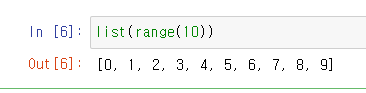 In [6]: list(range(10))
Out[6]: [0, 1, 2, 3, 4, 5, 6, 7, 8, 9]